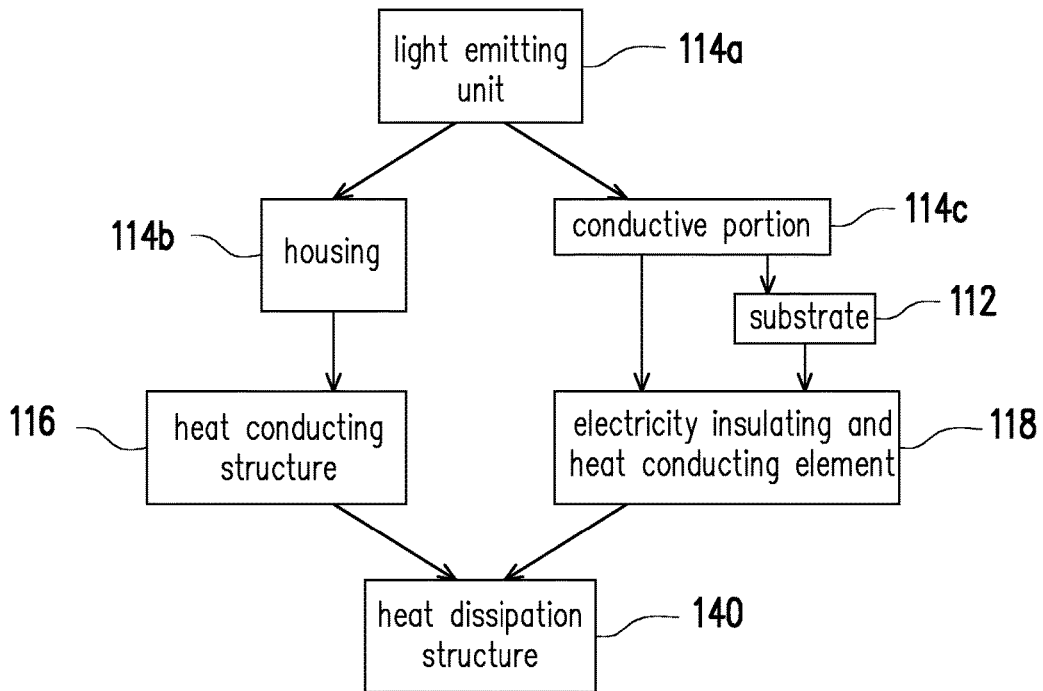 light emitting
unit
114a
114b
housing
conductive portion
114c
substrate
112
116
heat conducting
structure
electricity insulating and
heat conducting element
118
heat dissipation
structure
140